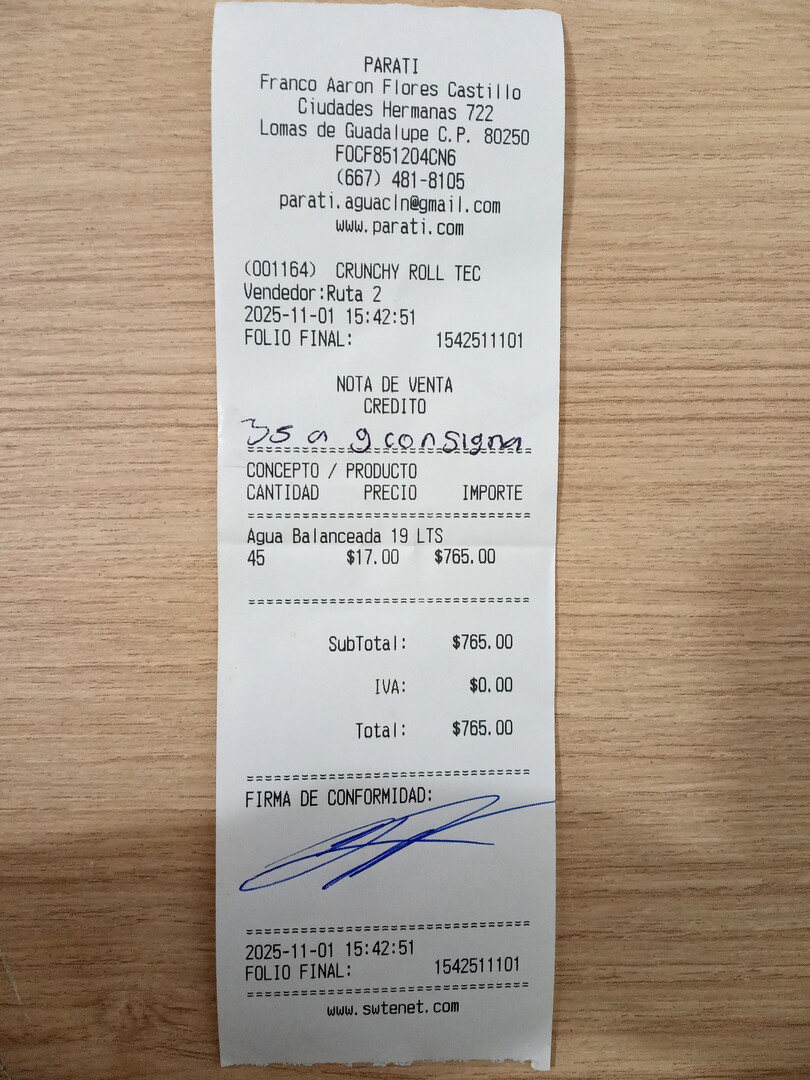 PARATI
Franco Aaron Flores Castillo
Ciudades Hermanas 722
Lomas de Guadalupe C.P. 80250
FOCF851204CN6
(667) 481-8105
parati.aguacln@gmail.com
www.parati.com
(001164) CRUNCHY ROLL TEC
Vendedor:Ruta 2
2025-11-01 15:42:51
FOLIO FINAL: 1542511101
NOTA DE VENTA
CREDITO
consigna
==============================
CONCEPTO / PRODUCTO
CANTIDAD PRECIO IMPORTE
==============================
Agua Balanceada 19 LTS
45 $17.00 $765.00
==============================
SubTotal: $765.00
IVA: $0.00
Total: $765.00
==============================
FIRMA DE CONFORMIDAD:
==============================
2025-11-01 15:42:51
FOLIO FINAL: 1542511101
==============================
www.swtenet.com